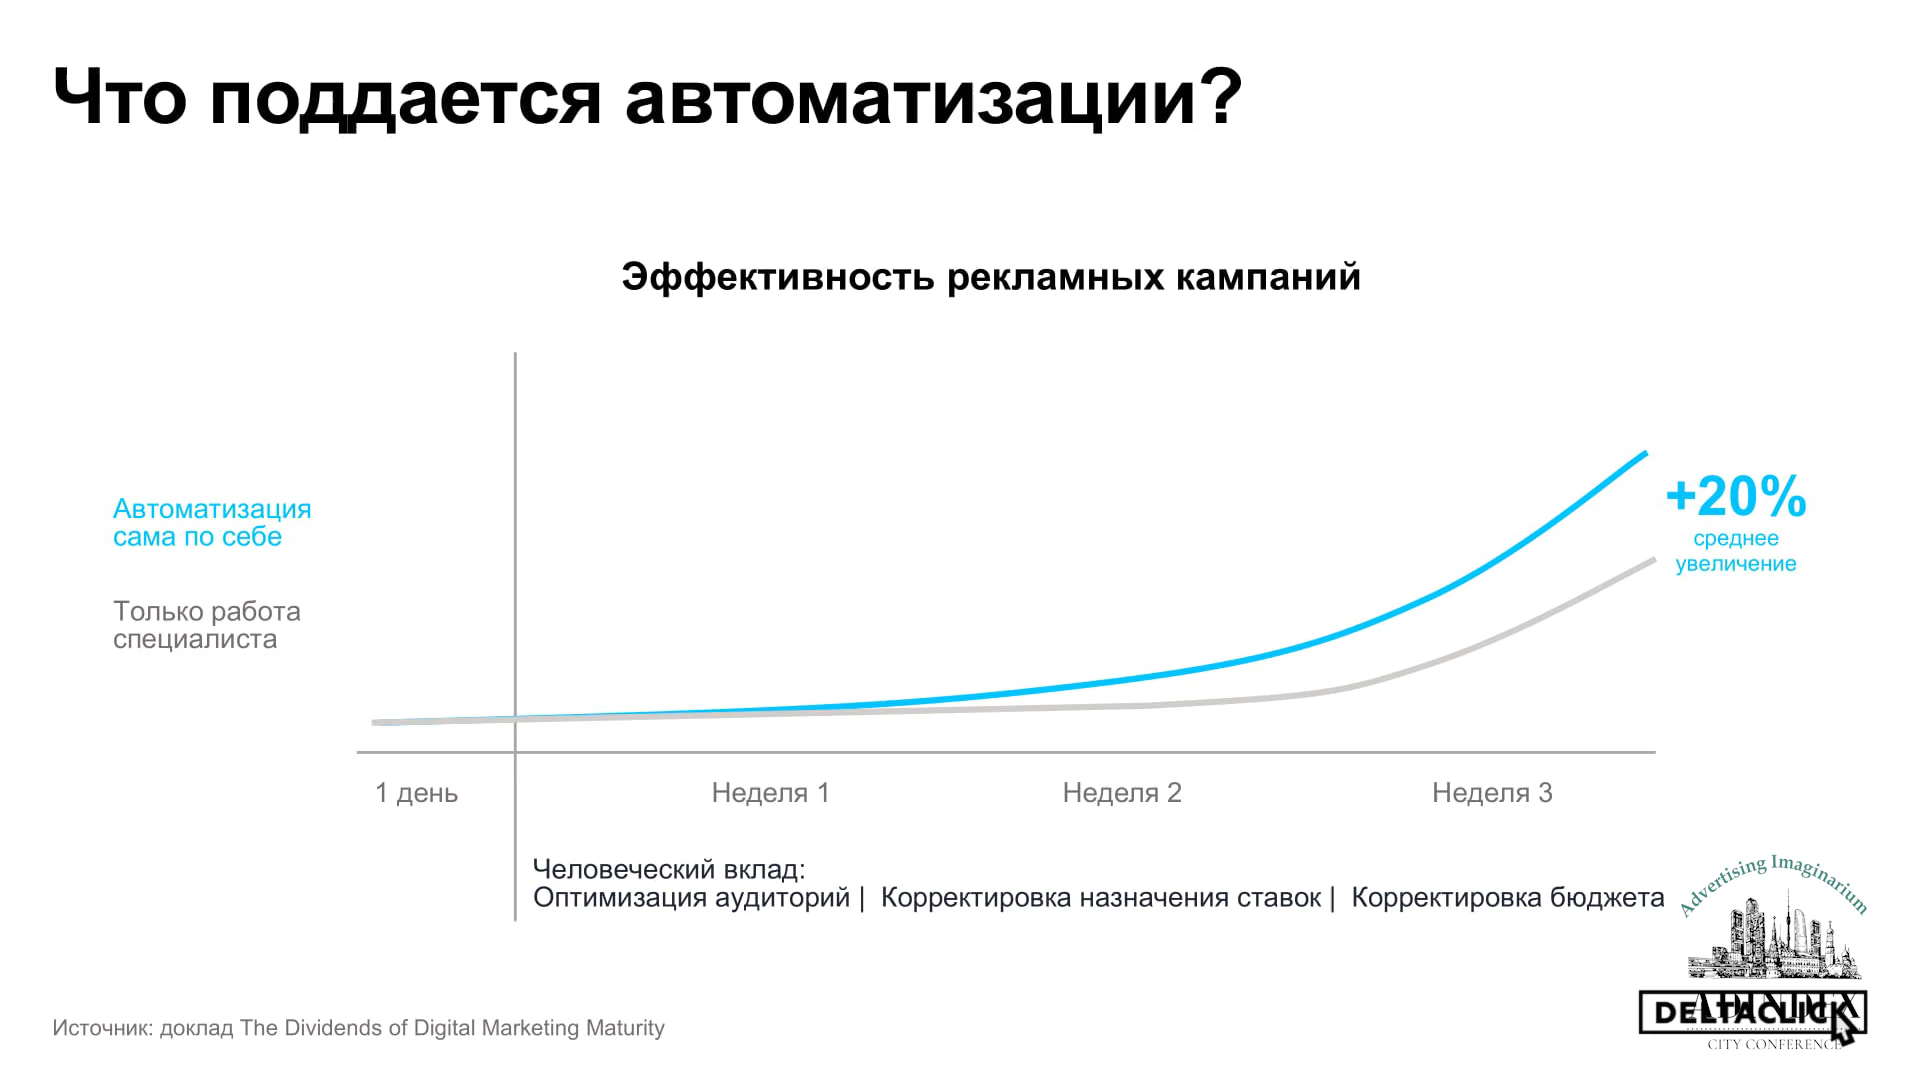 Что поддается автоматизации?
Эффективность рекламных кампаний
Автоматизация
сама по себе
Только работа
специалиста
+20%
среднее
увеличение
1 день
Неделя 1
Неделя 2
Неделя 3
Человеческий вклад:
Оптимизация аудиторий | Корректировка назначения ставок | Корректировка бюджета
Advertising Imaginarium
DELTACLICK
CITY CONFERENCE
Источник: доклад The Dividends of Digital Marketing Maturity